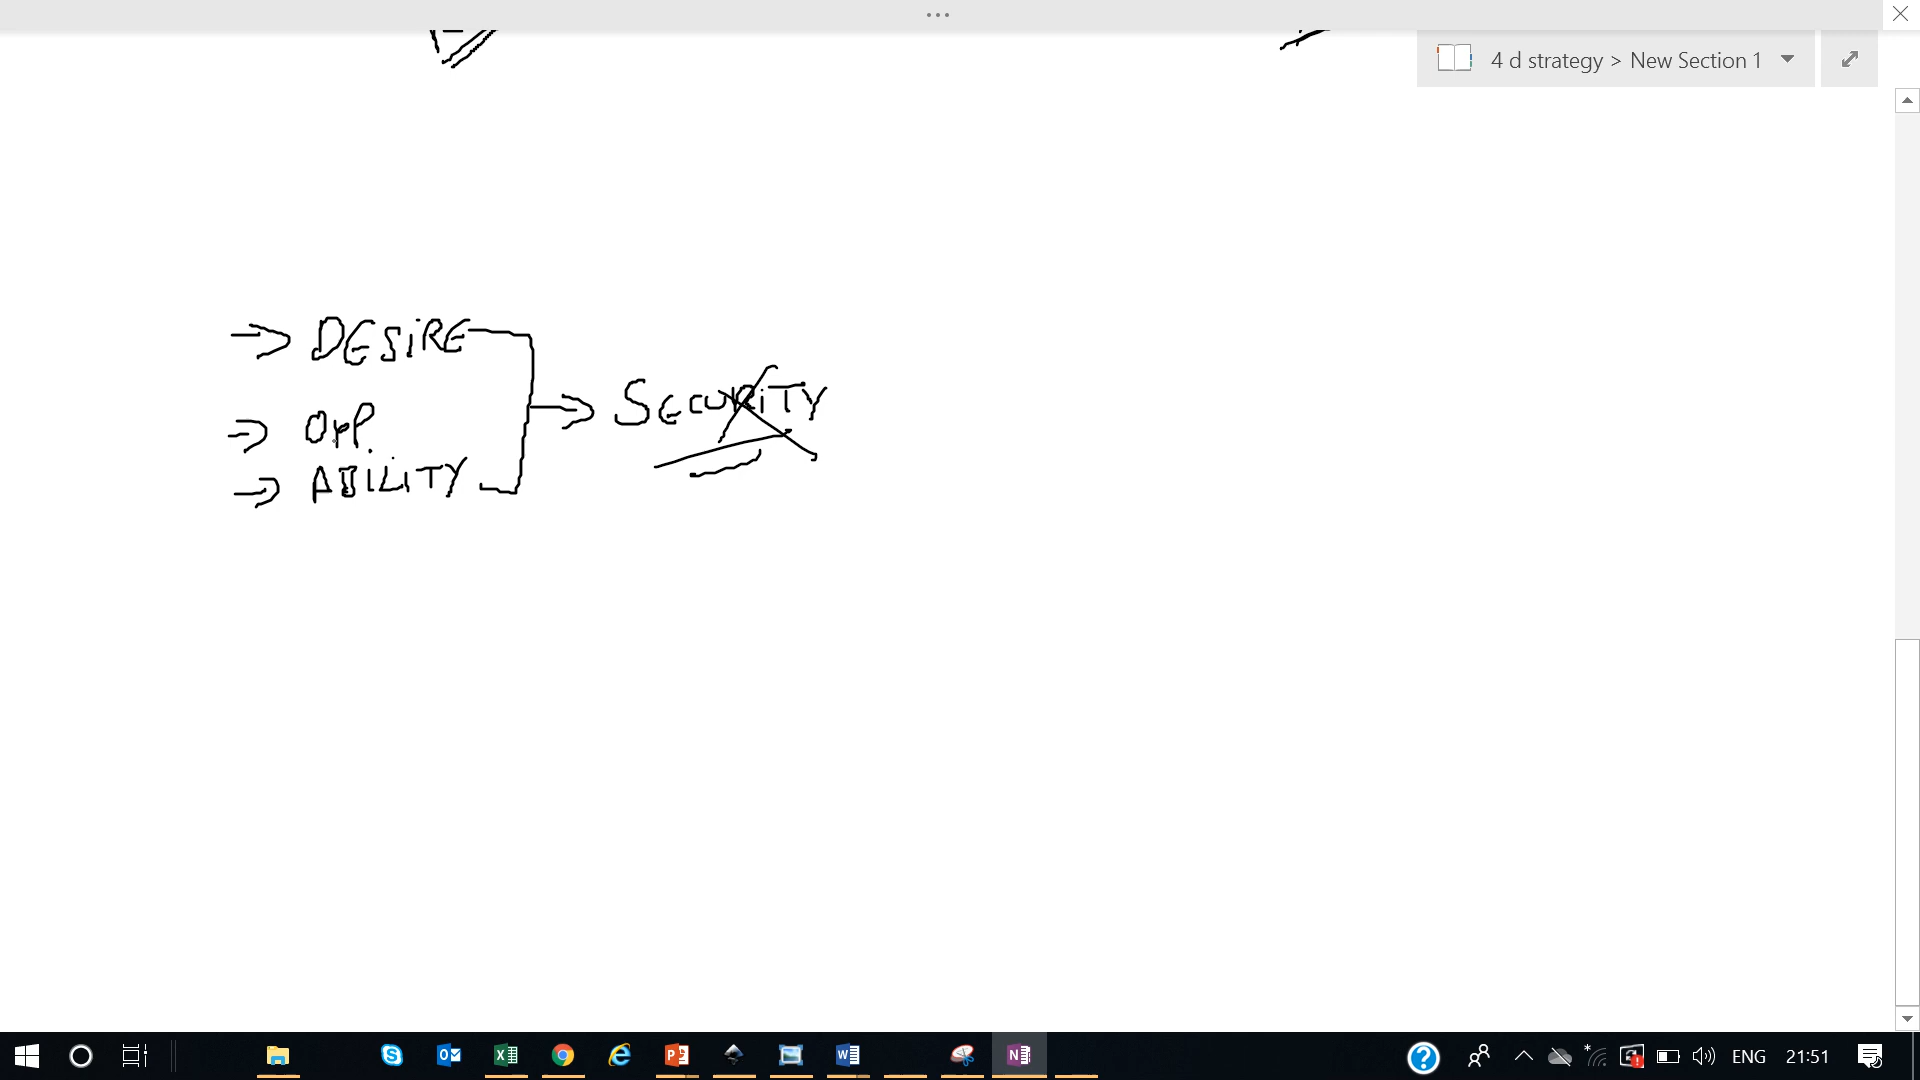 ...
4 d strategy > New Section 1
→ DESIRE
→ SECURITY
→ OPP.
→ ABILITY
ENG 21:51